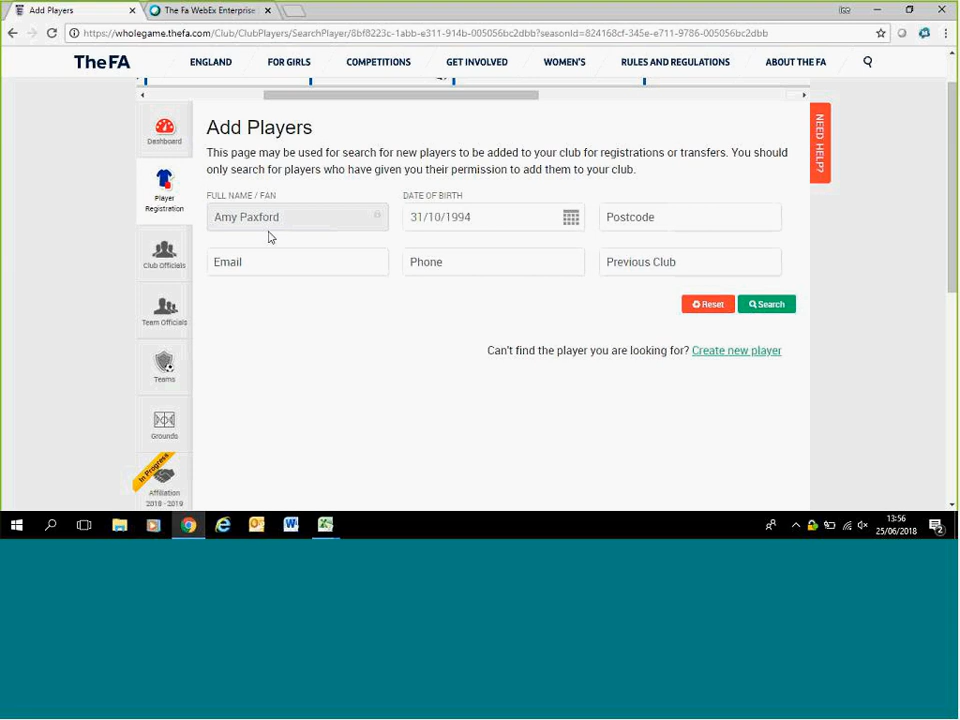 Add Players
The Fa WebEx Enterprise
https://wholegame.thefa.com/Club/ClubPlayers/SearchPlayer/8bf8223c-1abb-e311-914b-005056bc2dbb?seasonId=824168cf-345e-e711-9786-005056bc2dbb
TheFA
ENGLAND
FOR GIRLS
COMPETITIONS
GET INVOLVED
WOMEN'S
RULES AND REGULATIONS
ABOUT THE FA
Dashboard
Player
Registration
Club Officials
Team Officials
Teams
Grounds
In Progress
Affiliation
2018 - 2019
NEED HELP?
Add Players
This page may be used for search for new players to be added to your club for registrations or transfers. You should
only search for players who have given you their permission to add them to your club.
FULL NAME / FAN
DATE OF BIRTH
Amy Paxford
31/10/1994
Postcode
Email
Phone
Previous Club
Reset
Search
Can't find the player you are looking for? Create new player
13:56
25/06/2018
2